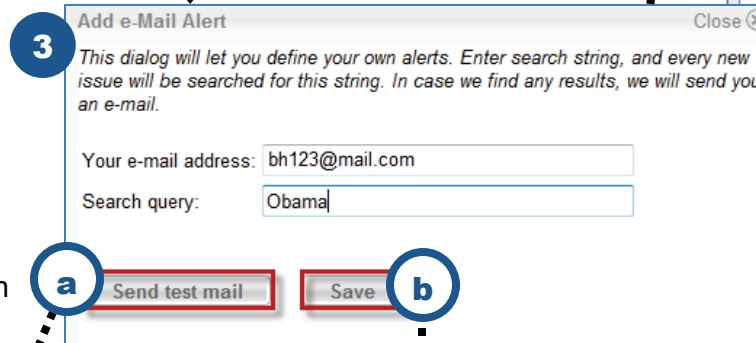 Add e-Mail Alert Close
3
This dialog will let you define your own alerts. Enter search string, and every new
issue will be searched for this string. In case we find any results, we will send you
an e-mail.
Your e-mail address: bh123@mail.com
Search query: Obama
a Send test mail Save b